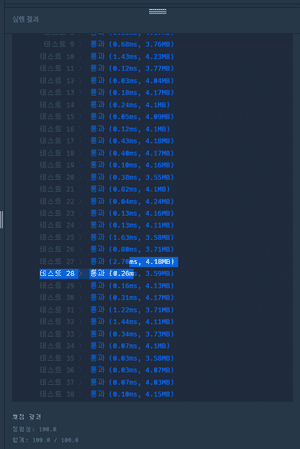 실행 결과
테스트 9 〉 통과 (0.68ms, 3.76MB)
테스트 10 〉 통과 (1.43ms, 4.23MB)
테스트 11 〉 통과 (0.12ms, 3.77MB)
테스트 12 〉 통과 (0.03ms, 4.04MB)
테스트 13 〉 통과 (0.18ms, 4.17MB)
테스트 14 〉 통과 (0.24ms, 4.1MB)
테스트 15 〉 통과 (0.05ms, 4.09MB)
테스트 16 〉 통과 (0.12ms, 4.1MB)
테스트 17 〉 통과 (0.43ms, 4.18MB)
테스트 18 〉 통과 (0.40ms, 4.17MB)
테스트 19 〉 통과 (0.10ms, 4.16MB)
테스트 20 〉 통과 (0.38ms, 3.55MB)
테스트 21 〉 통과 (0.82ms, 4.1MB)
테스트 22 〉 통과 (0.04ms, 4.24MB)
테스트 23 〉 통과 (0.13ms, 4.16MB)
테스트 24 〉 통과 (0.13ms, 4.11MB)
테스트 25 〉 통과 (1.63ms, 3.58MB)
테스트 26 〉 통과 (0.80ms, 3.71MB)
테스트 27 〉 통과 (2.70ms, 4.18MB)
테스트 28 〉 통과 (0.26ms, 3.59MB)
테스트 29 〉 통과 (0.16ms, 4.13MB)
테스트 30 〉 통과 (0.31ms, 4.17MB)
테스트 31 〉 통과 (1.22ms, 3.71MB)
테스트 32 〉 통과 (1.44ms, 4.11MB)
테스트 33 〉 통과 (0.34ms, 3.73MB)
테스트 34 〉 통과 (0.07ms, 4.1MB)
테스트 35 〉 통과 (0.03ms, 3.58MB)
테스트 36 〉 통과 (0.03ms, 4.07MB)
테스트 37 〉 통과 (0.07ms, 4.03MB)
테스트 38 〉 통과 (0.10ms, 4.15MB)
채점 결과
정확성: 100.0
합계: 100.0 / 100.0